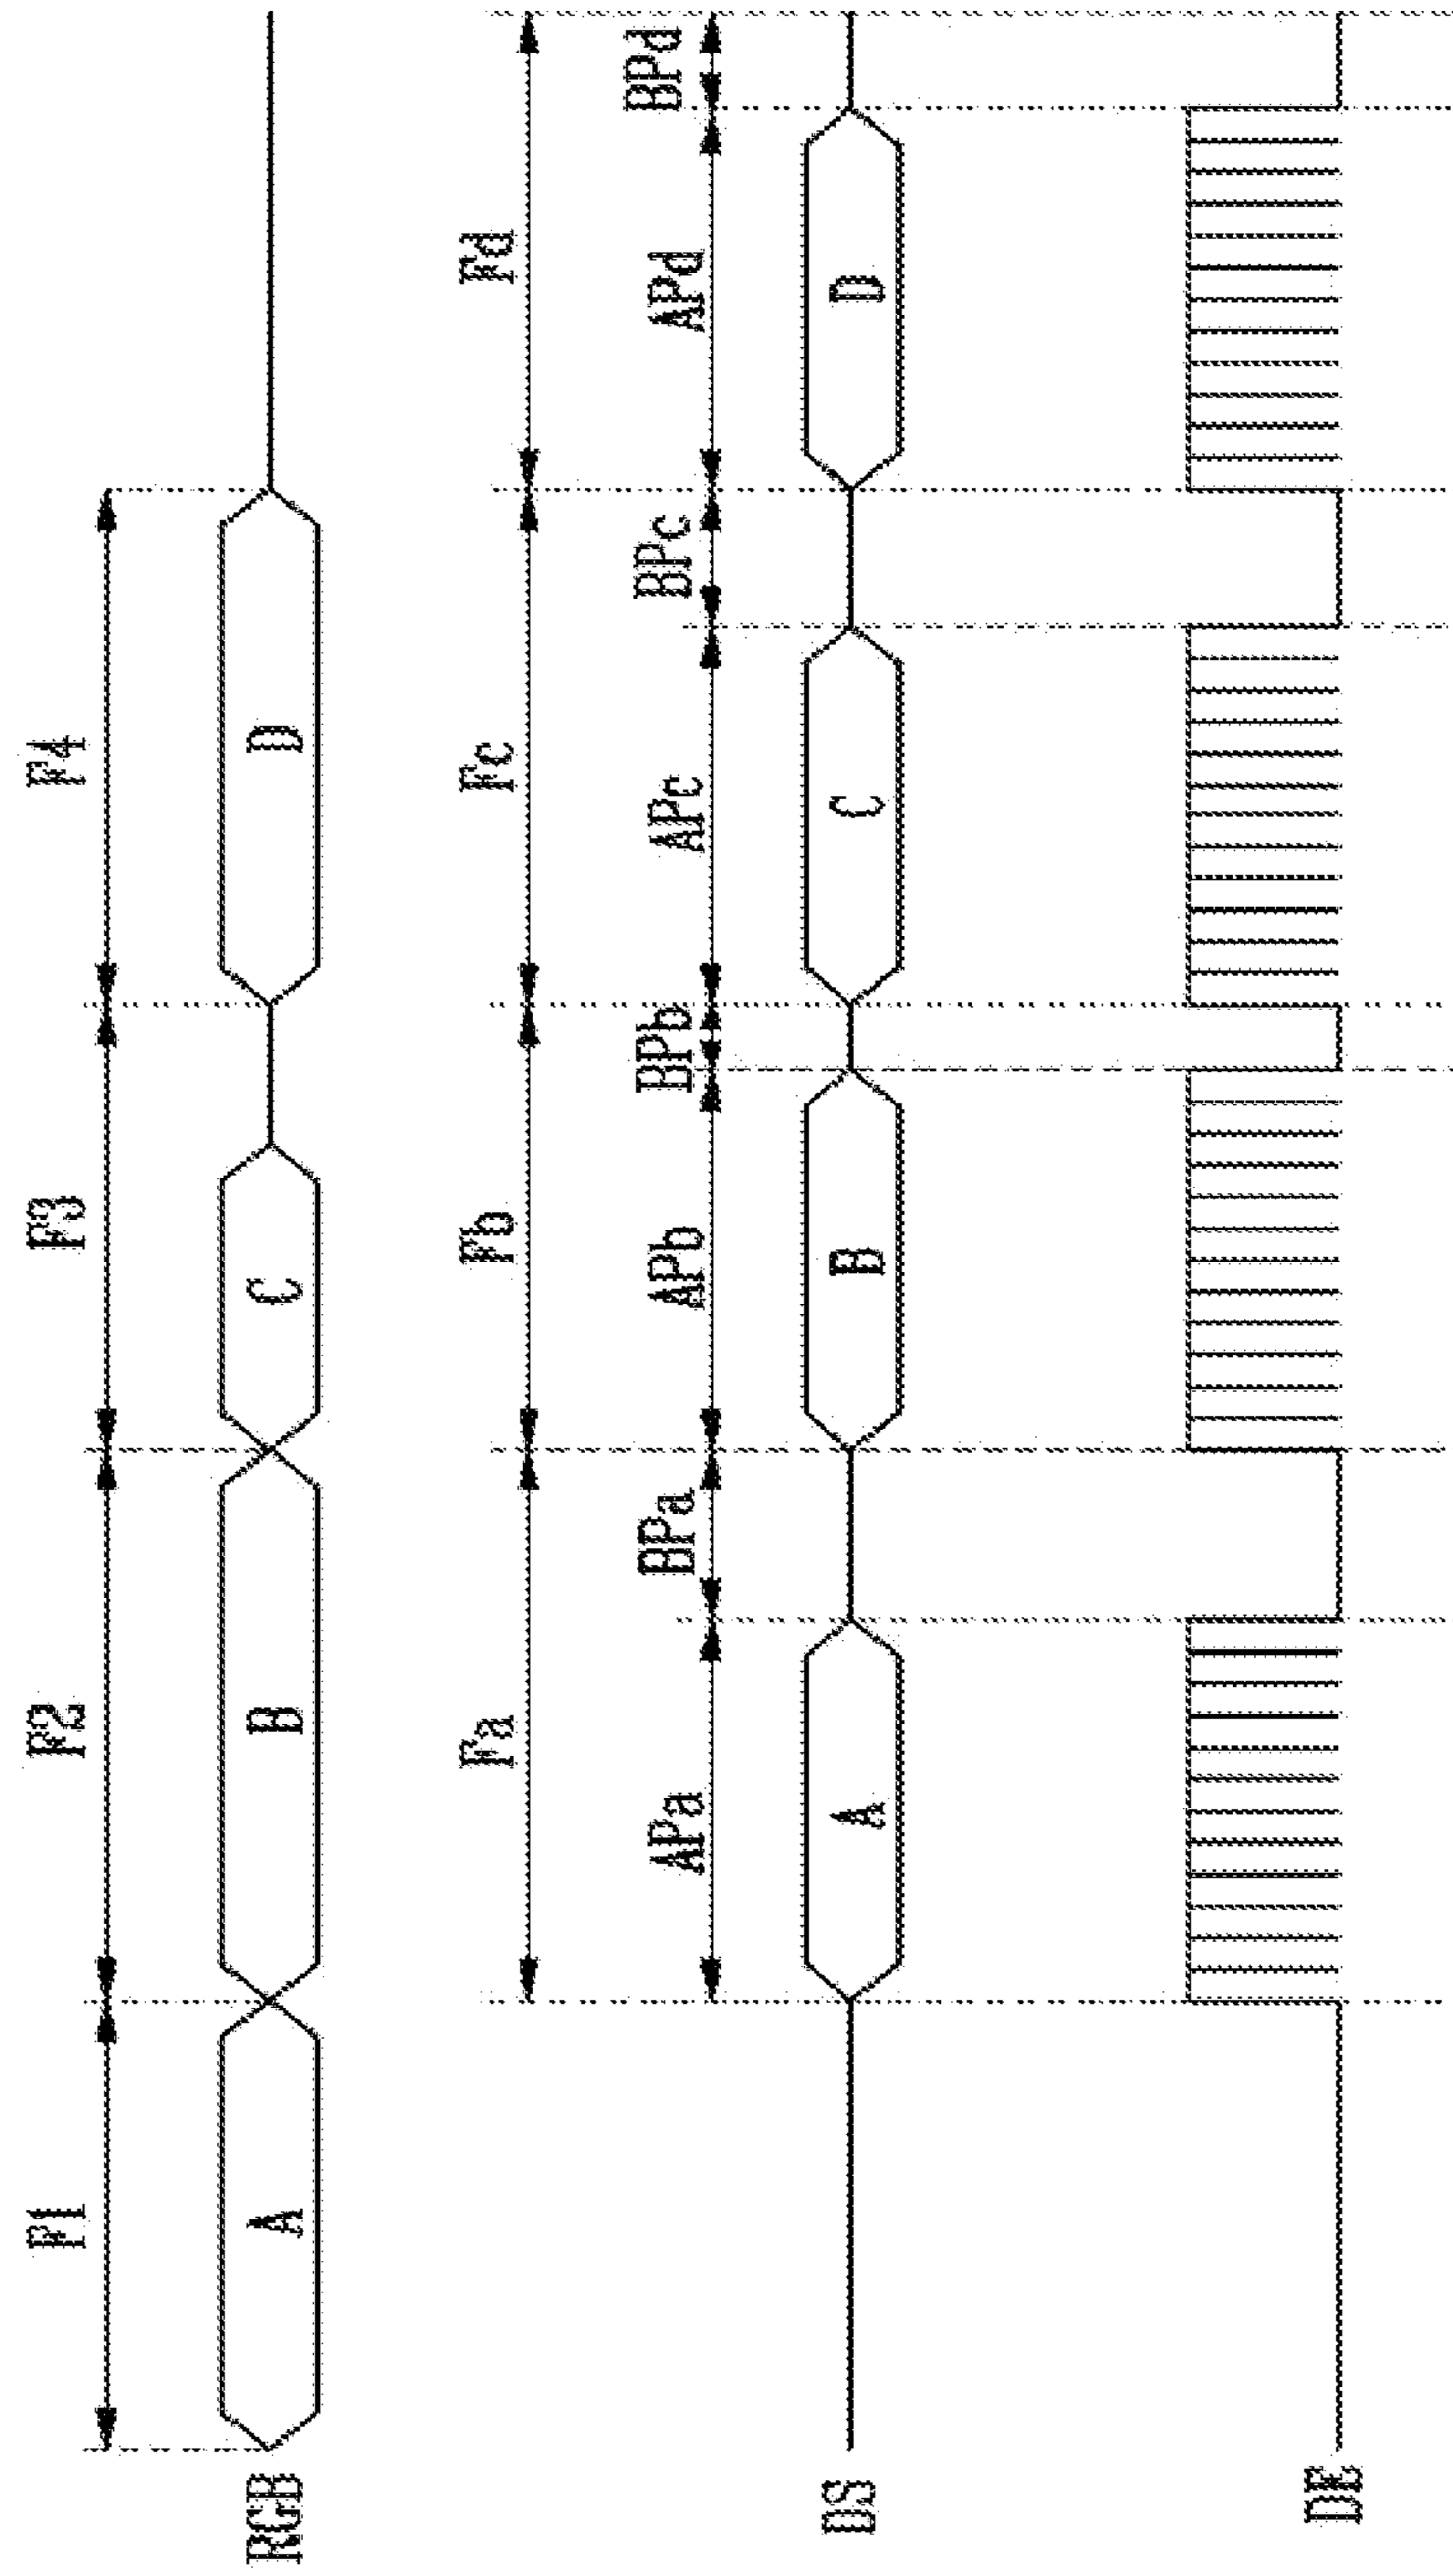 F1 F2 F3 F4
RGB A B C D
Fa Fb Fc Fd
APa BPa APb BPb APc BPc APd BPd
DS A B C D
DE